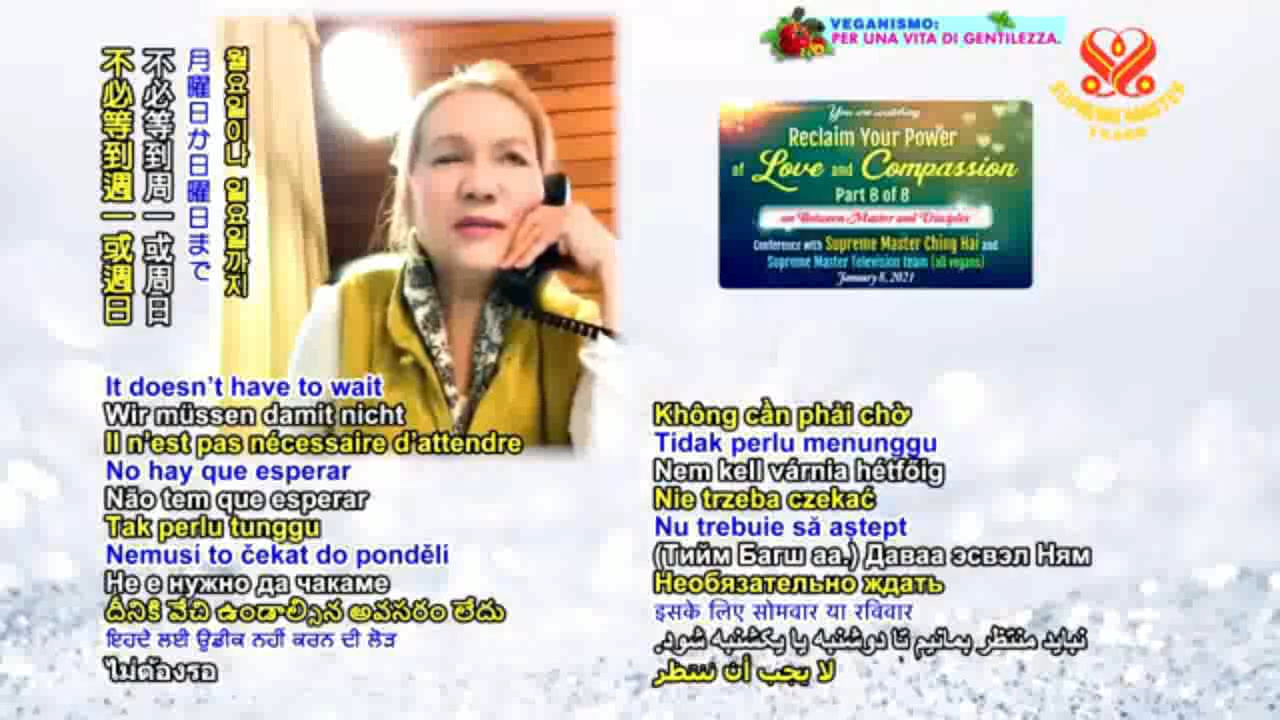 不必等到週一或週日
不必等到周一或周日
月曜日か日曜日まで
월요일이나 일요일까지
VEGANISMO:
PER UNA VITA DI GENTILEZZA.
SUPREME MASTER
You are watching
Reclaim Your Power
of Love and Compassion
Part 8 of 8
on Between Master and Disciples
Conference with Supreme Master Ching Hai and
Supreme Master Television team (all vegans)
January 8, 2021
It doesn't have to wait
Wir müssen damit nicht
Il n'est pas nécessaire d'attendre
No hay que esperar
Não tem que esperar
Tak perlu tunggu
Nemusí to čekat do pondělí
Не е нужно да чакаме
దీనికి వేచి ఉండాల్సిన అవసరం లేదు
ਇਹਦੇ ਲਈ ਉਡੀਕ ਨਹੀਂ ਕਰਨ ਦੀ ਲੋੜ
ไม่ต้องรอ
Không cần phải chờ
Tidak perlu menunggu
Nem kell várnia hétfőig
Nie trzeba czekać
Nu trebuie să aștept
(Тийм Багш аа.) Даваа эсвэл Ням
Необязательно ждать
इसके लिए सोमवार या रविवार
نباید منتظر بمانیم تا دوشنبه یا یکشنبه شود.
لا يجب أن ننتظر